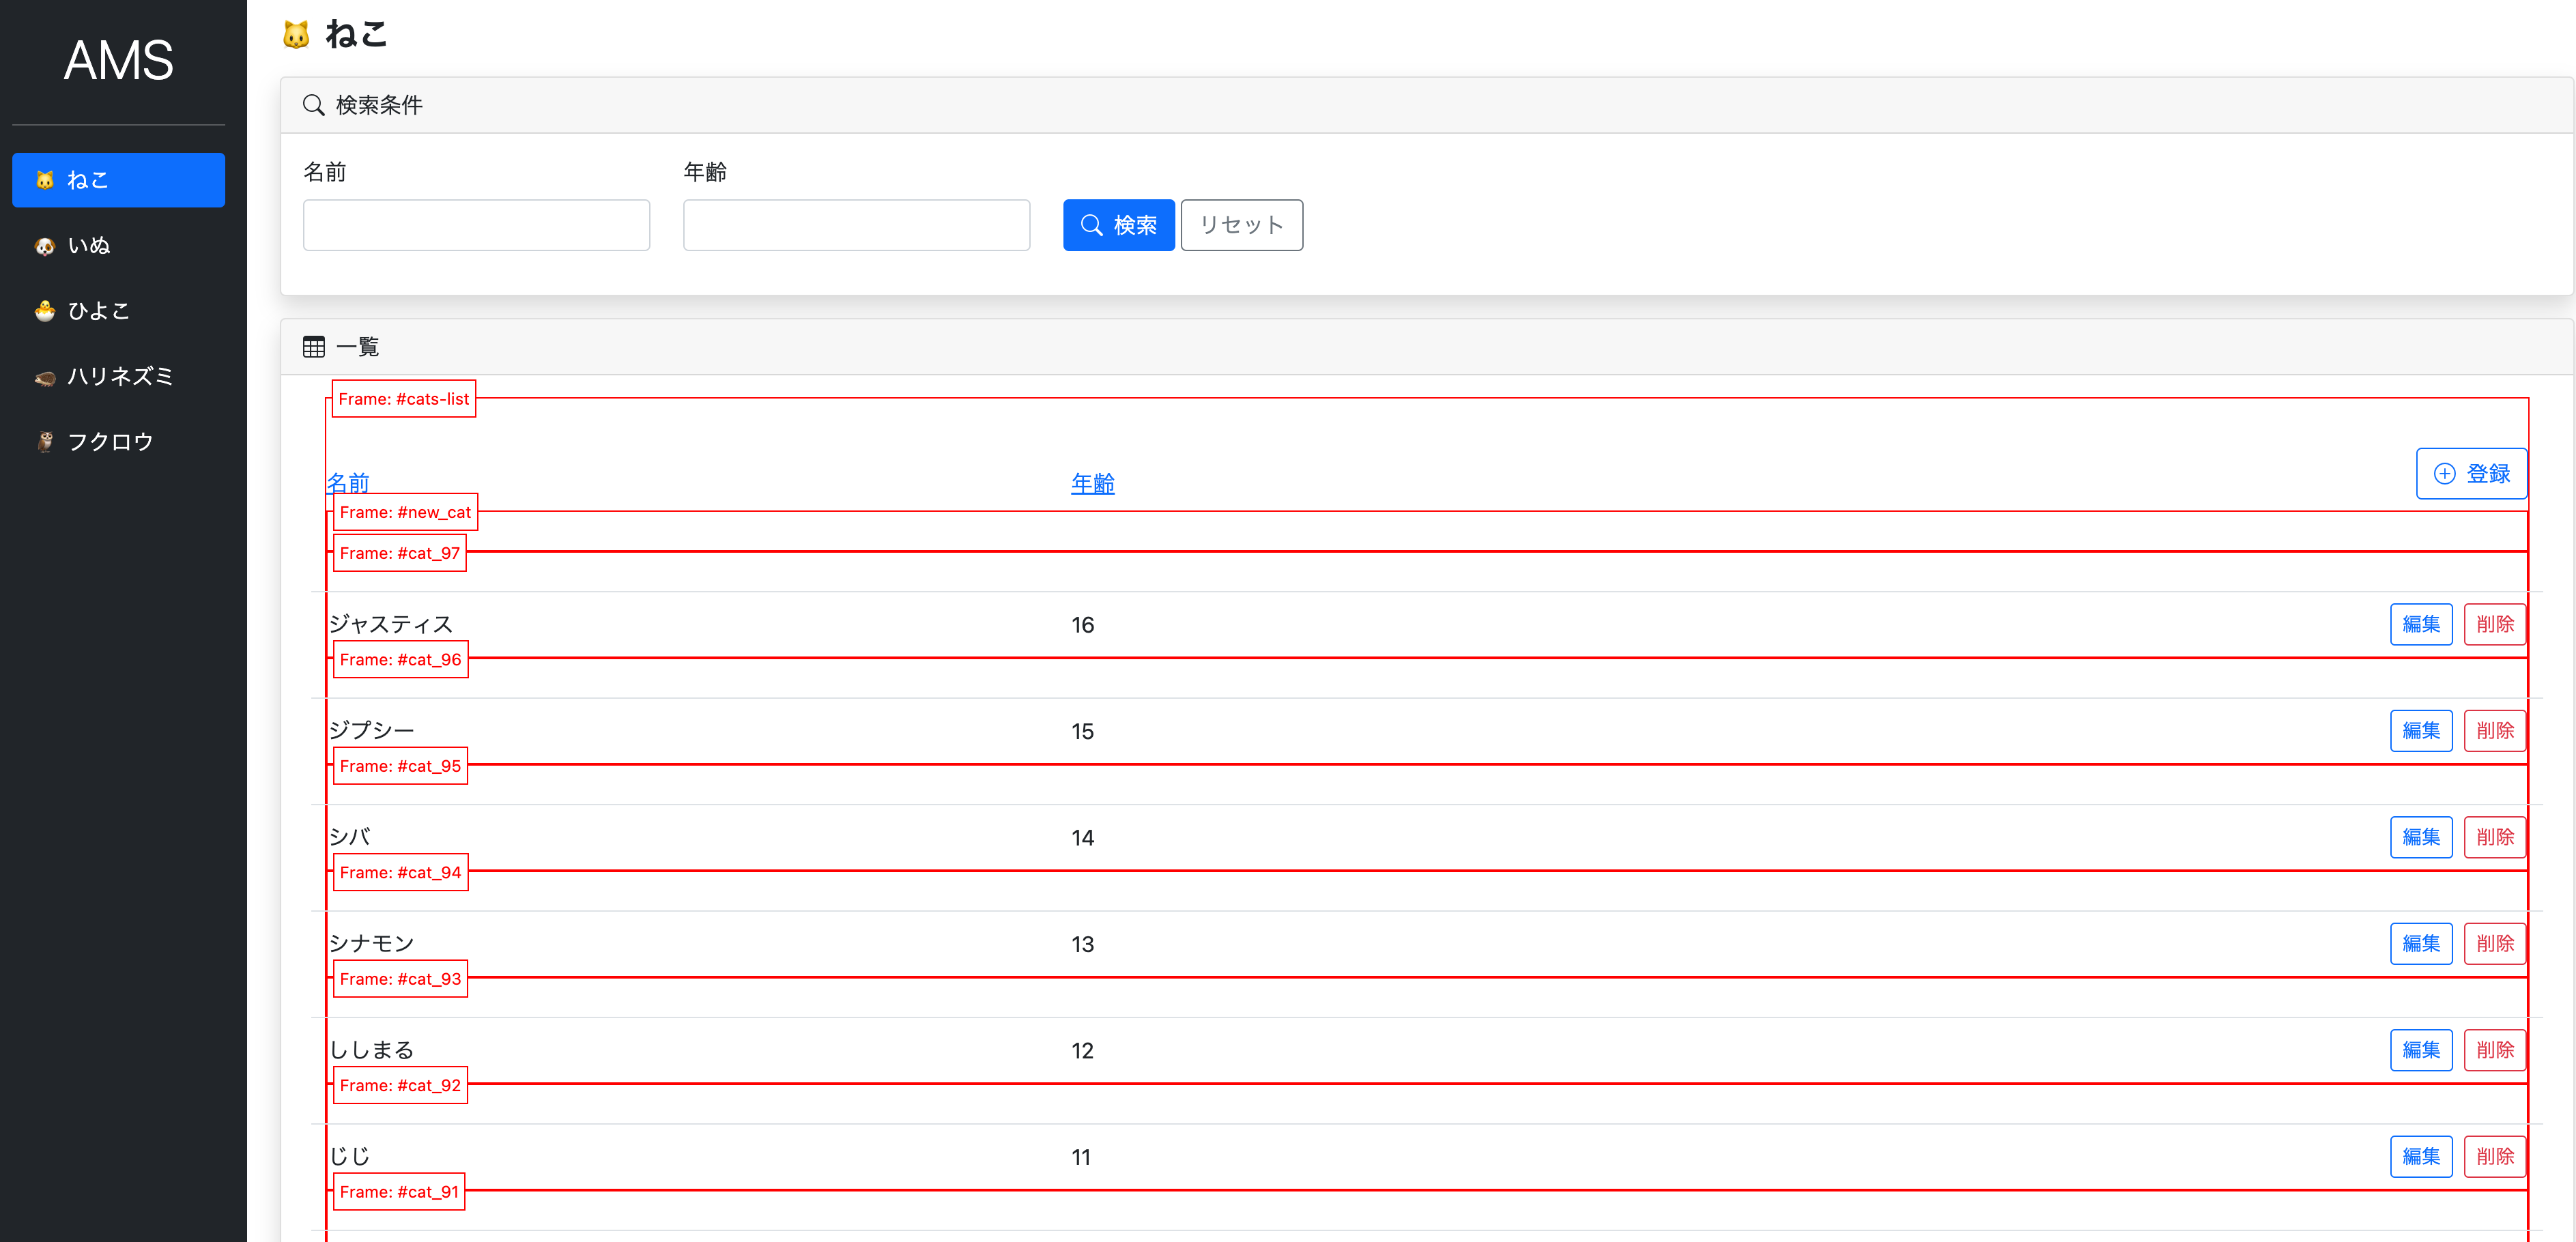 AMS
ねこ
いぬ
ひよこ
ハリネズミ
フクロウ
ねこ
検索条件
名前 年齢
検索 リセット
一覧
Frame: #cats-list
名前 年齢 登録
Frame: #new_cat
Frame: #cat_97
ジャスティス 16 編集 削除
Frame: #cat_96
ジプシー 15 編集 削除
Frame: #cat_95
シバ 14 編集 削除
Frame: #cat_94
シナモン 13 編集 削除
Frame: #cat_93
ししまる 12 編集 削除
Frame: #cat_92
じじ 11 編集 削除
Frame: #cat_91